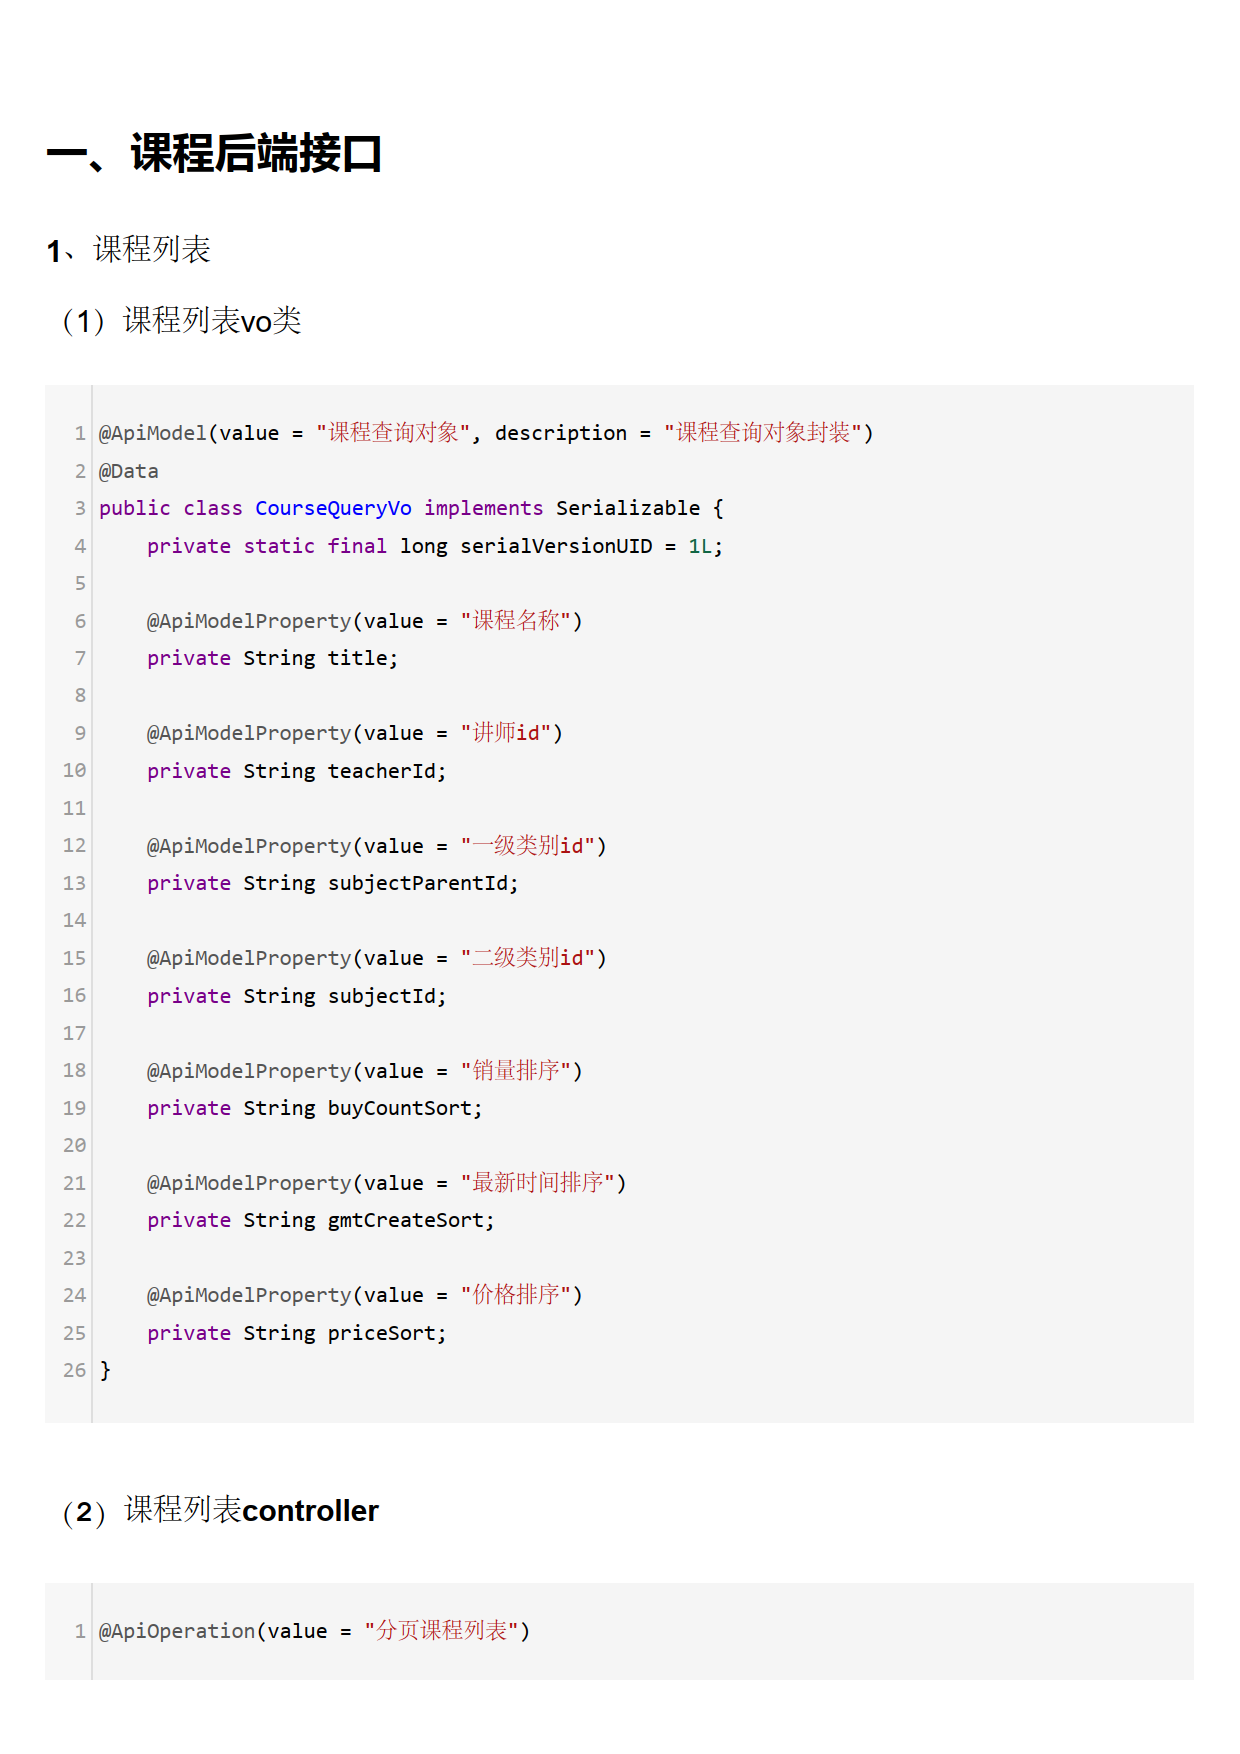 一、课程后端接口
1、课程列表
（1）课程列表vo类
1 @ApiModel(value = "课程查询对象", description = "课程查询对象封装")
2 @Data
3 public class CourseQueryVo implements Serializable {
4     private static final long serialVersionUID = 1L;
5
6     @ApiModelProperty(value = "课程名称")
7     private String title;
8
9     @ApiModelProperty(value = "讲师id")
10     private String teacherId;
11
12     @ApiModelProperty(value = "一级类别id")
13     private String subjectParentId;
14
15     @ApiModelProperty(value = "二级类别id")
16     private String subjectId;
17
18     @ApiModelProperty(value = "销量排序")
19     private String buyCountSort;
20
21     @ApiModelProperty(value = "最新时间排序")
22     private String gmtCreateSort;
23
24     @ApiModelProperty(value = "价格排序")
25     private String priceSort;
26 }
（2）课程列表controller
1 @ApiOperation(value = "分页课程列表")